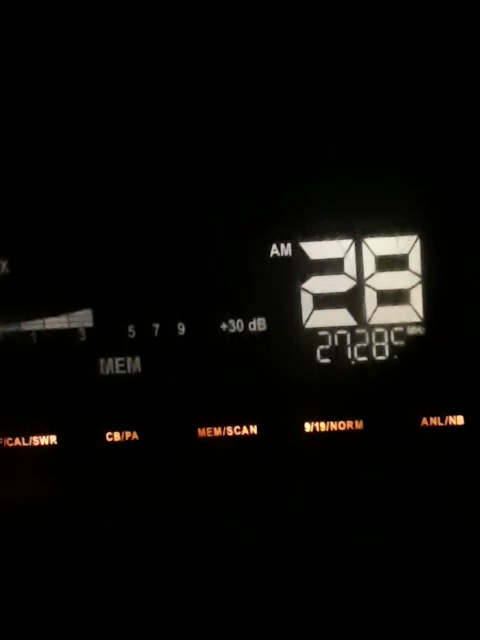 AM
28
X
1 3 5 7 9 +30 dB
27.285 MHz
MEM
F/CAL/SWR CB/PA MEM/SCAN 9/19/NORM ANL/NB